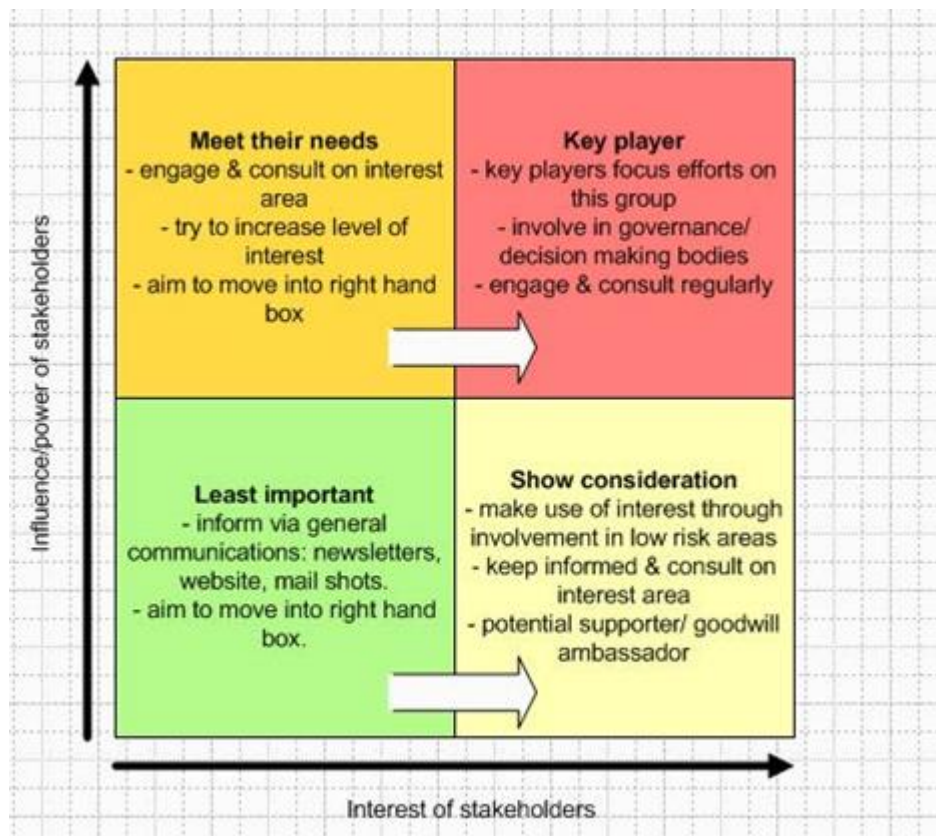 Influence/power of stakeholders
Meet their needs
- engage & consult on interest
area
- try to increase level of
interest
- aim to move into right hand
box
Key player
- key players focus efforts on
this group
- involve in governance/
decision making bodies
- engage & consult regularly
Least important
- inform via general
communications: newsletters,
website, mail shots.
- aim to move into right hand
box.
Show consideration
- make use of interest through
involvement in low risk areas
- keep informed & consult on
interest area
- potential supporter/ goodwill
ambassador
Interest of stakeholders